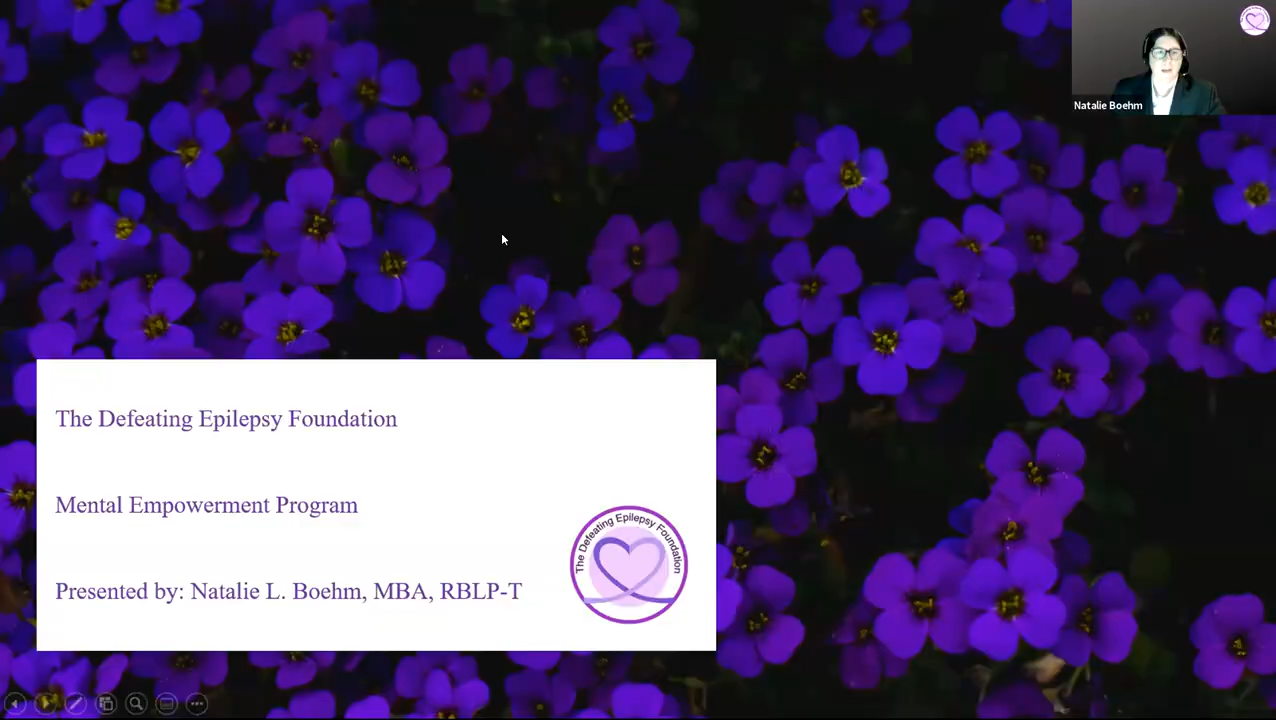 Natalie Boehm
The Defeating Epilepsy Foundation
Mental Empowerment Program
The Defeating Epilepsy Foundation
Presented by: Natalie L. Boehm, MBA, RBLP-T